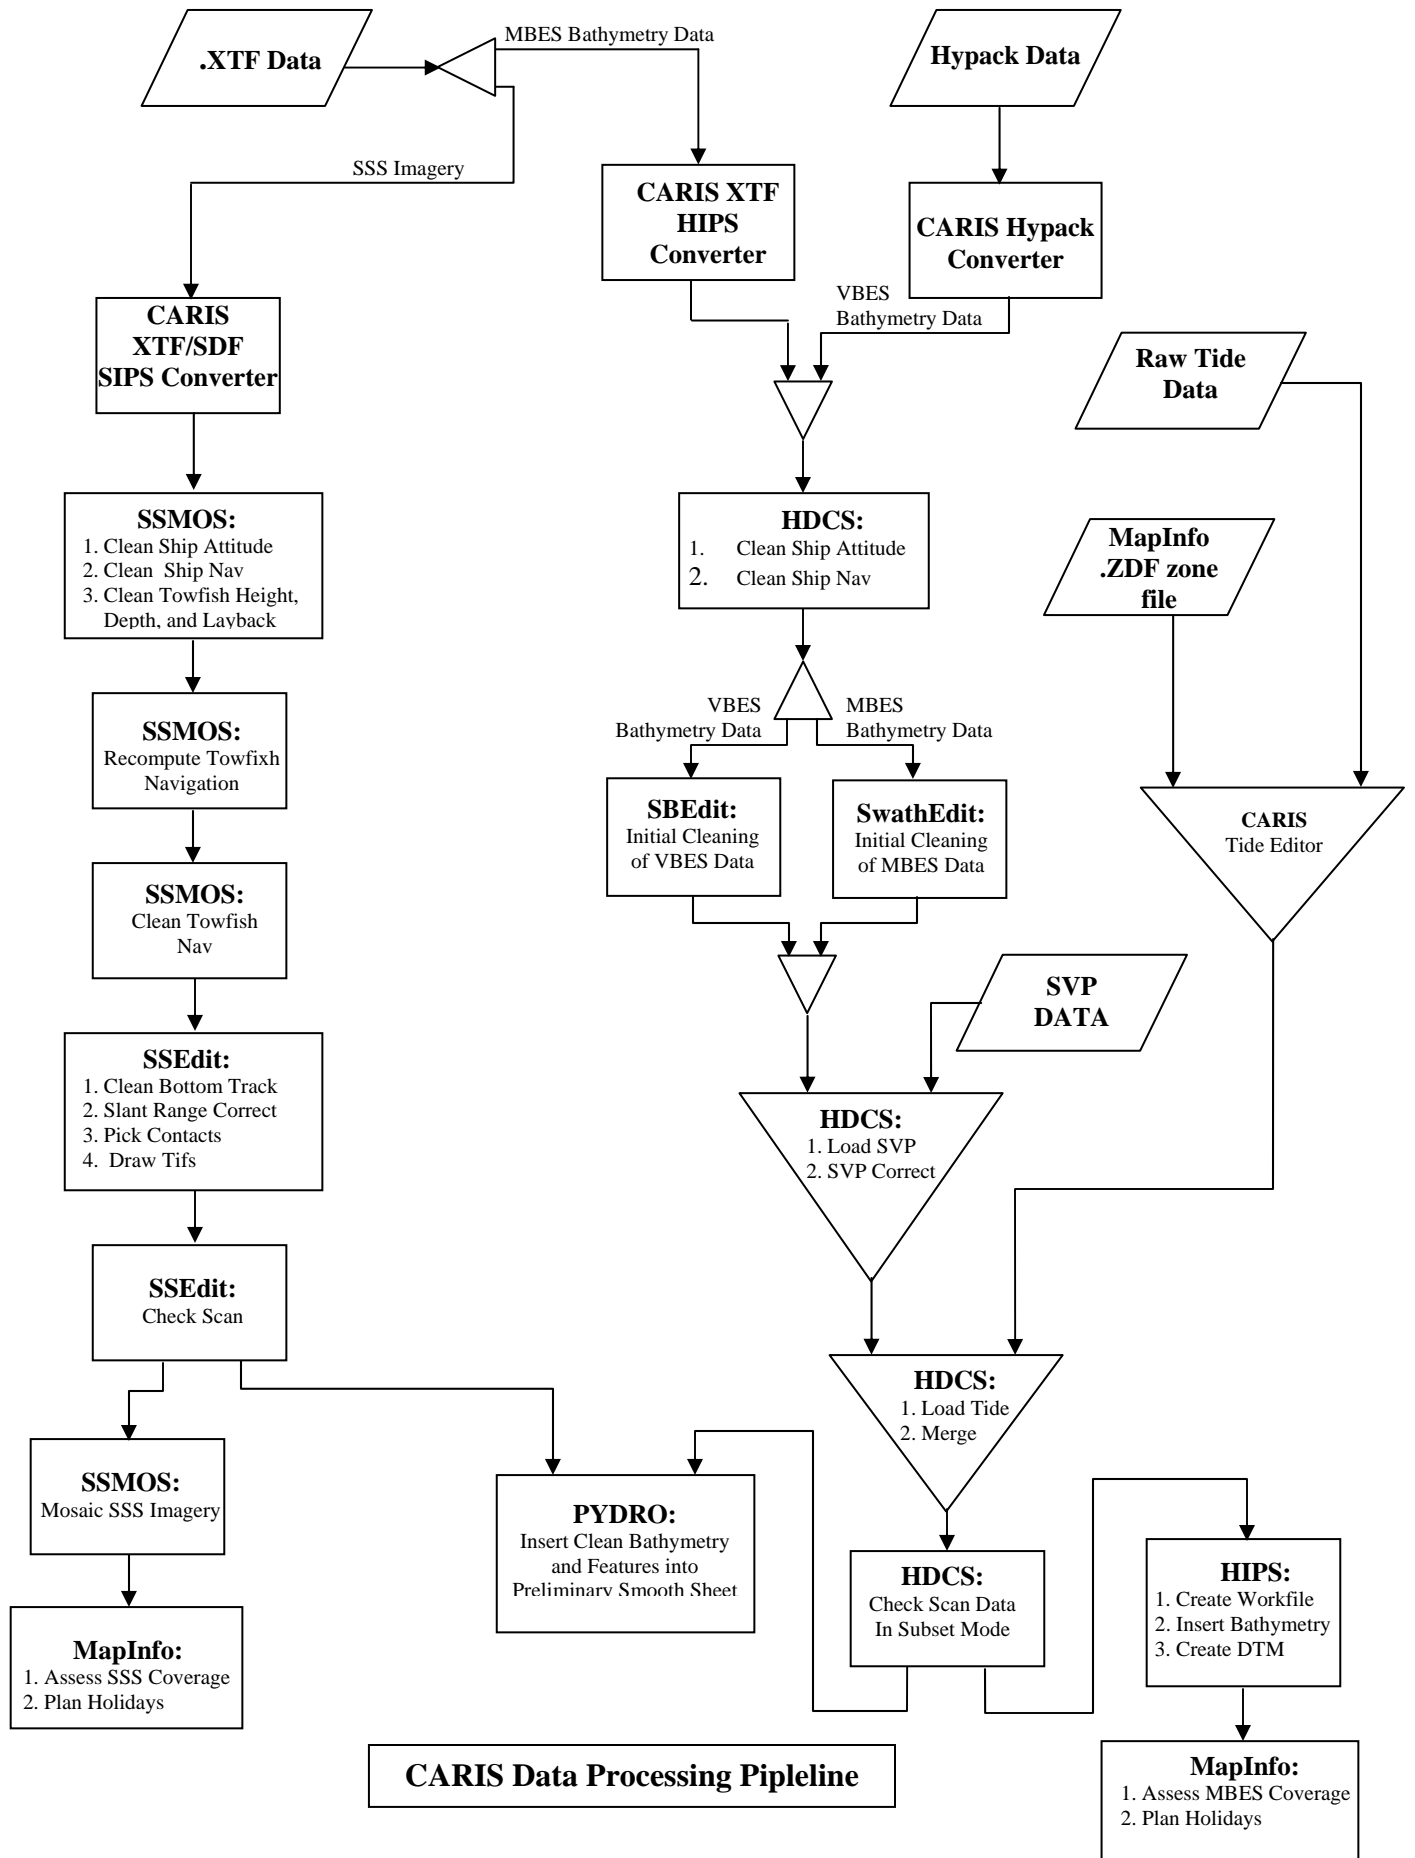 MBES Bathymetry Data
.XTF Data
Hypack Data
SSS Imagery
CARIS XTF
HIPS
Converter
CARIS Hypack
Converter
VBES
Bathymetry Data
CARIS
XTF/SDF
SIPS Converter
Raw Tide
Data
SSMOS:
1. Clean Ship Attitude
2. Clean Ship Nav
3. Clean Towfish Height,
Depth, and Layback
HDCS:
1. Clean Ship Attitude
2. Clean Ship Nav
MapInfo
.ZDF zone
file
SSMOS:
Recompute Towfixh
Navigation
VBES
Bathymetry Data
MBES
Bathymetry Data
SBEdit:
Initial Cleaning
of VBES Data
SwathEdit:
Initial Cleaning
of MBES Data
CARIS
Tide Editor
SSMOS:
Clean Towfish
Nav
SVP
DATA
SSEdit:
1. Clean Bottom Track
2. Slant Range Correct
3. Pick Contacts
4. Draw Tifs
HDCS:
1. Load SVP
2. SVP Correct
SSEdit:
Check Scan
HDCS:
1. Load Tide
2. Merge
SSMOS:
Mosaic SSS Imagery
PYDRO:
Insert Clean Bathymetry
and Features into
Preliminary Smooth Sheet
HDCS:
Check Scan Data
In Subset Mode
HIPS:
1. Create Workfile
2. Insert Bathymetry
3. Create DTM
MapInfo:
1. Assess SSS Coverage
2. Plan Holidays
CARIS Data Processing Pipleline
MapInfo:
1. Assess MBES Coverage
2. Plan Holidays